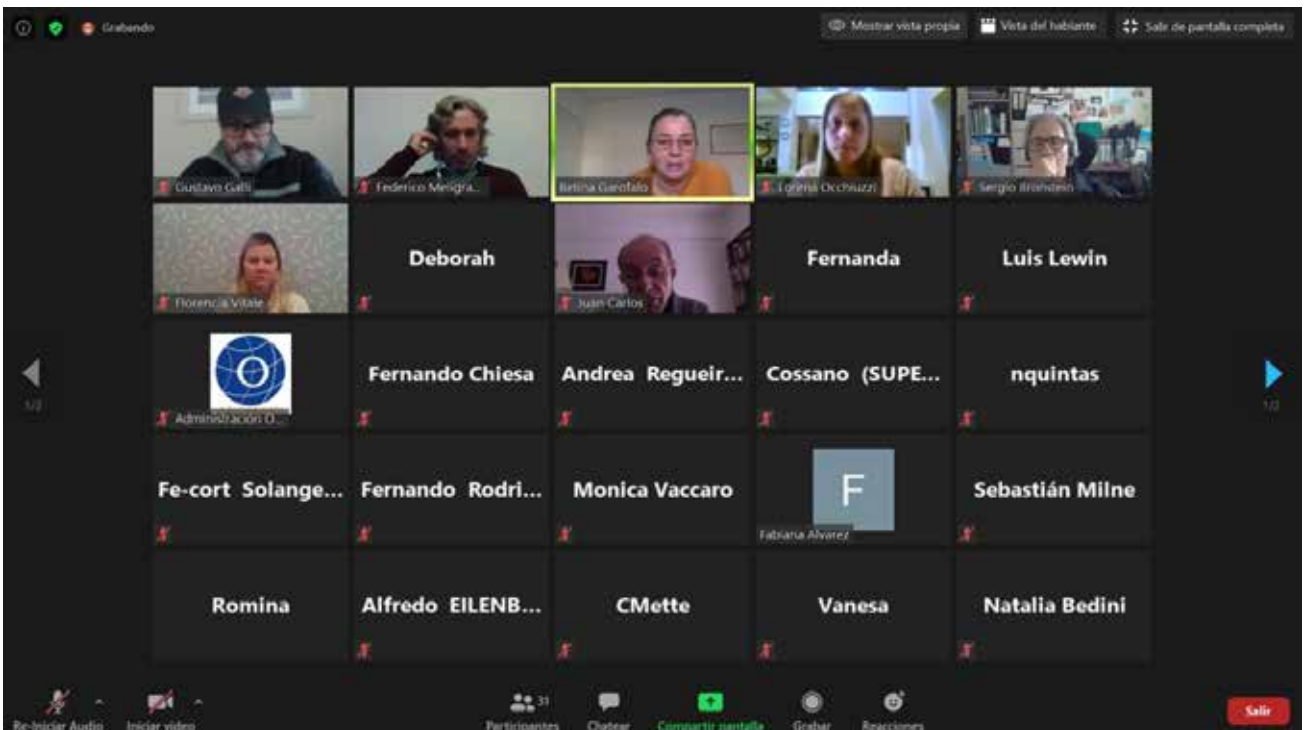 Grabando
Mostrar vista propia
Vista del hablante
Salir de pantalla completa
Gustavo Galli
Federico Meligra...
Betina Garofalo
Lorena Occhiuzzi
Sergio Bronstein
Florencia Vitale
Deborah
Juan Carlos
Fernanda
Luis Lewin
O
Administración O...
Fernando Chiesa
Andrea Regueir...
Cossano (SUPE...
nquintas
1/2
1/2
Fe-cort Solange...
Fernando Rodri...
Monica Vaccaro
F
Fabiana Alvarez
Sebastián Milne
Romina
Alfredo EILENB...
CMette
Vanesa
Natalia Bedini
Re-Iniciar Audio
Iniciar video
31
Participantes
Chatear
Compartir pantalla
Grabar
Reacciones
Salir